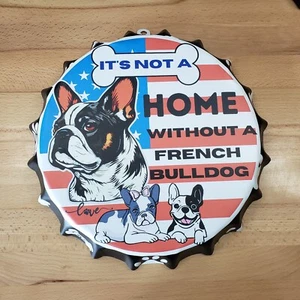 IT'S NOT A
HOME
WITHOUT A
FRENCH
BULLDOG
Love